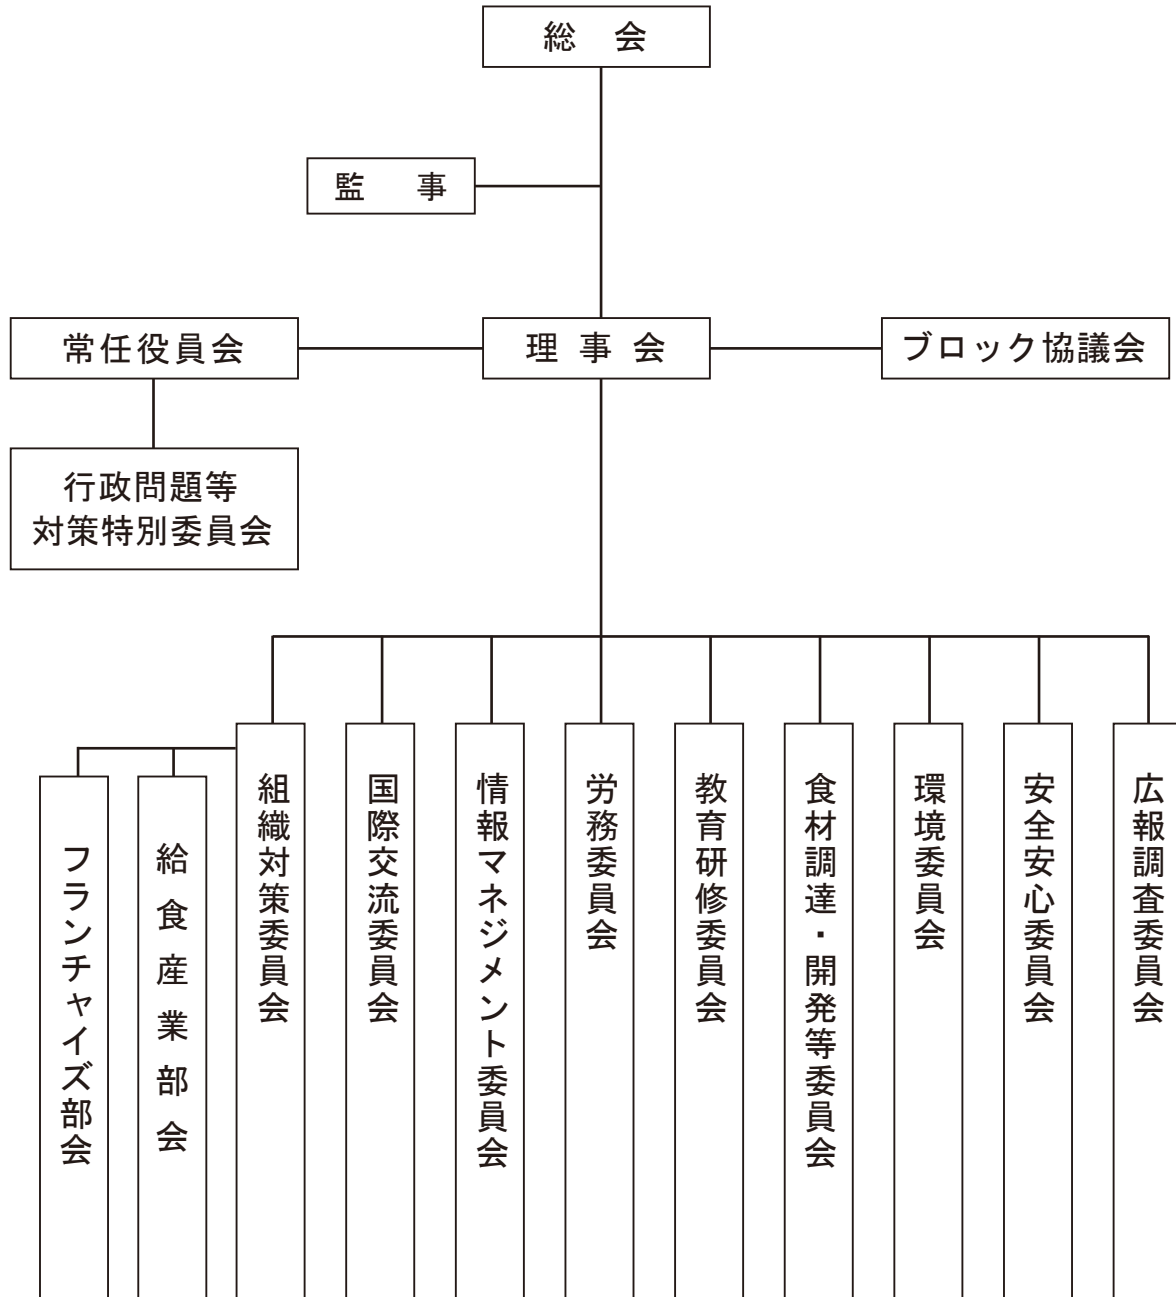 総　会
監　事
常任役員会
理 事 会
ブロック協議会
行政問題等
対策特別委員会
フランチャイズ部会
給食産業部会
組織対策委員会
国際交流委員会
情報マネジメント委員会
労務委員会
教育研修委員会
食材調達・開発等委員会
環境委員会
安全安心委員会
広報調査委員会